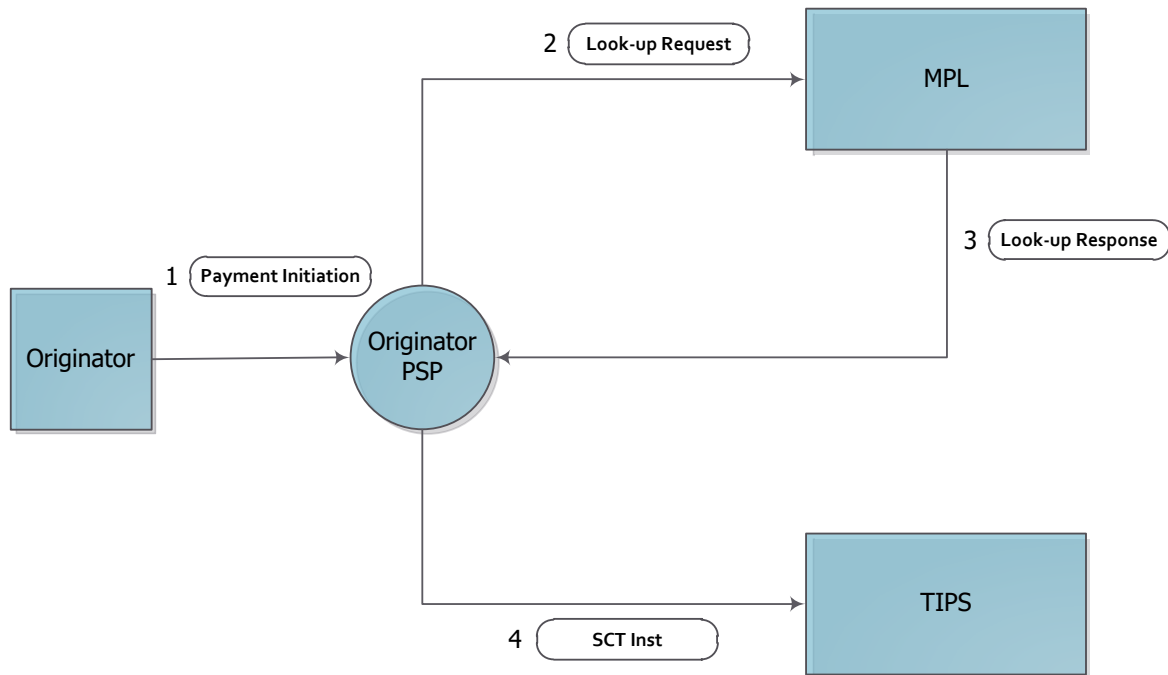 2 Look-up Request
MPL
3 Look-up Response
1 Payment Initiation
Originator
Originator
PSP
TIPS
4 SCT Inst